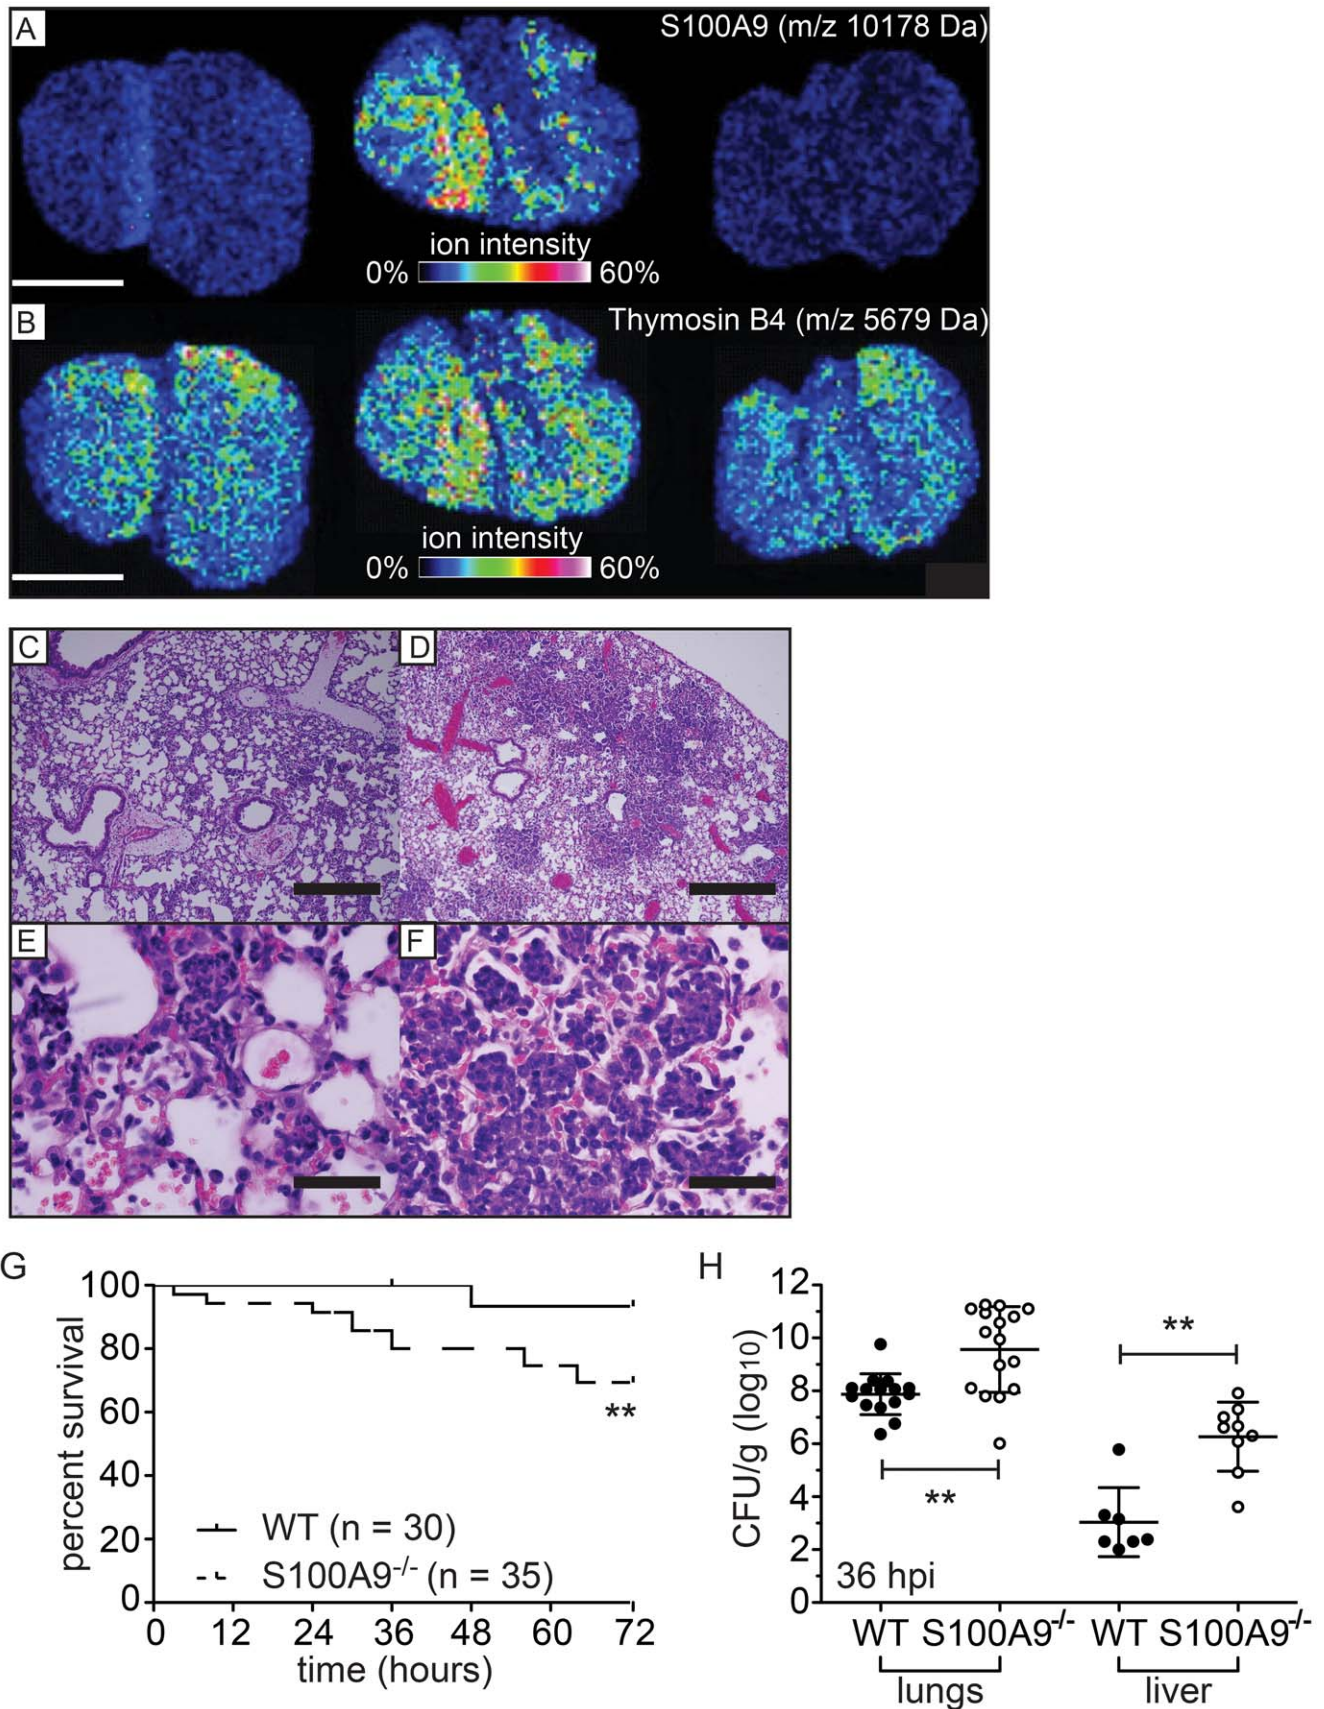 A
S100A9 (m/z 10178 Da)
ion intensity
0% 60%
B
Thymosin B4 (m/z 5679 Da)
ion intensity
0% 60%
C
D
E
F
G
percent survival
100
80
60
40
20
0
WT (n = 30)
S100A9-/- (n = 35)
**
0 12 24 36 48 60 72
time (hours)
H
CFU/g (log10)
12
10
8
6
4
2
0
**
**
36 hpi
WT S100A9-/- WT S100A9-/-
lungs liver